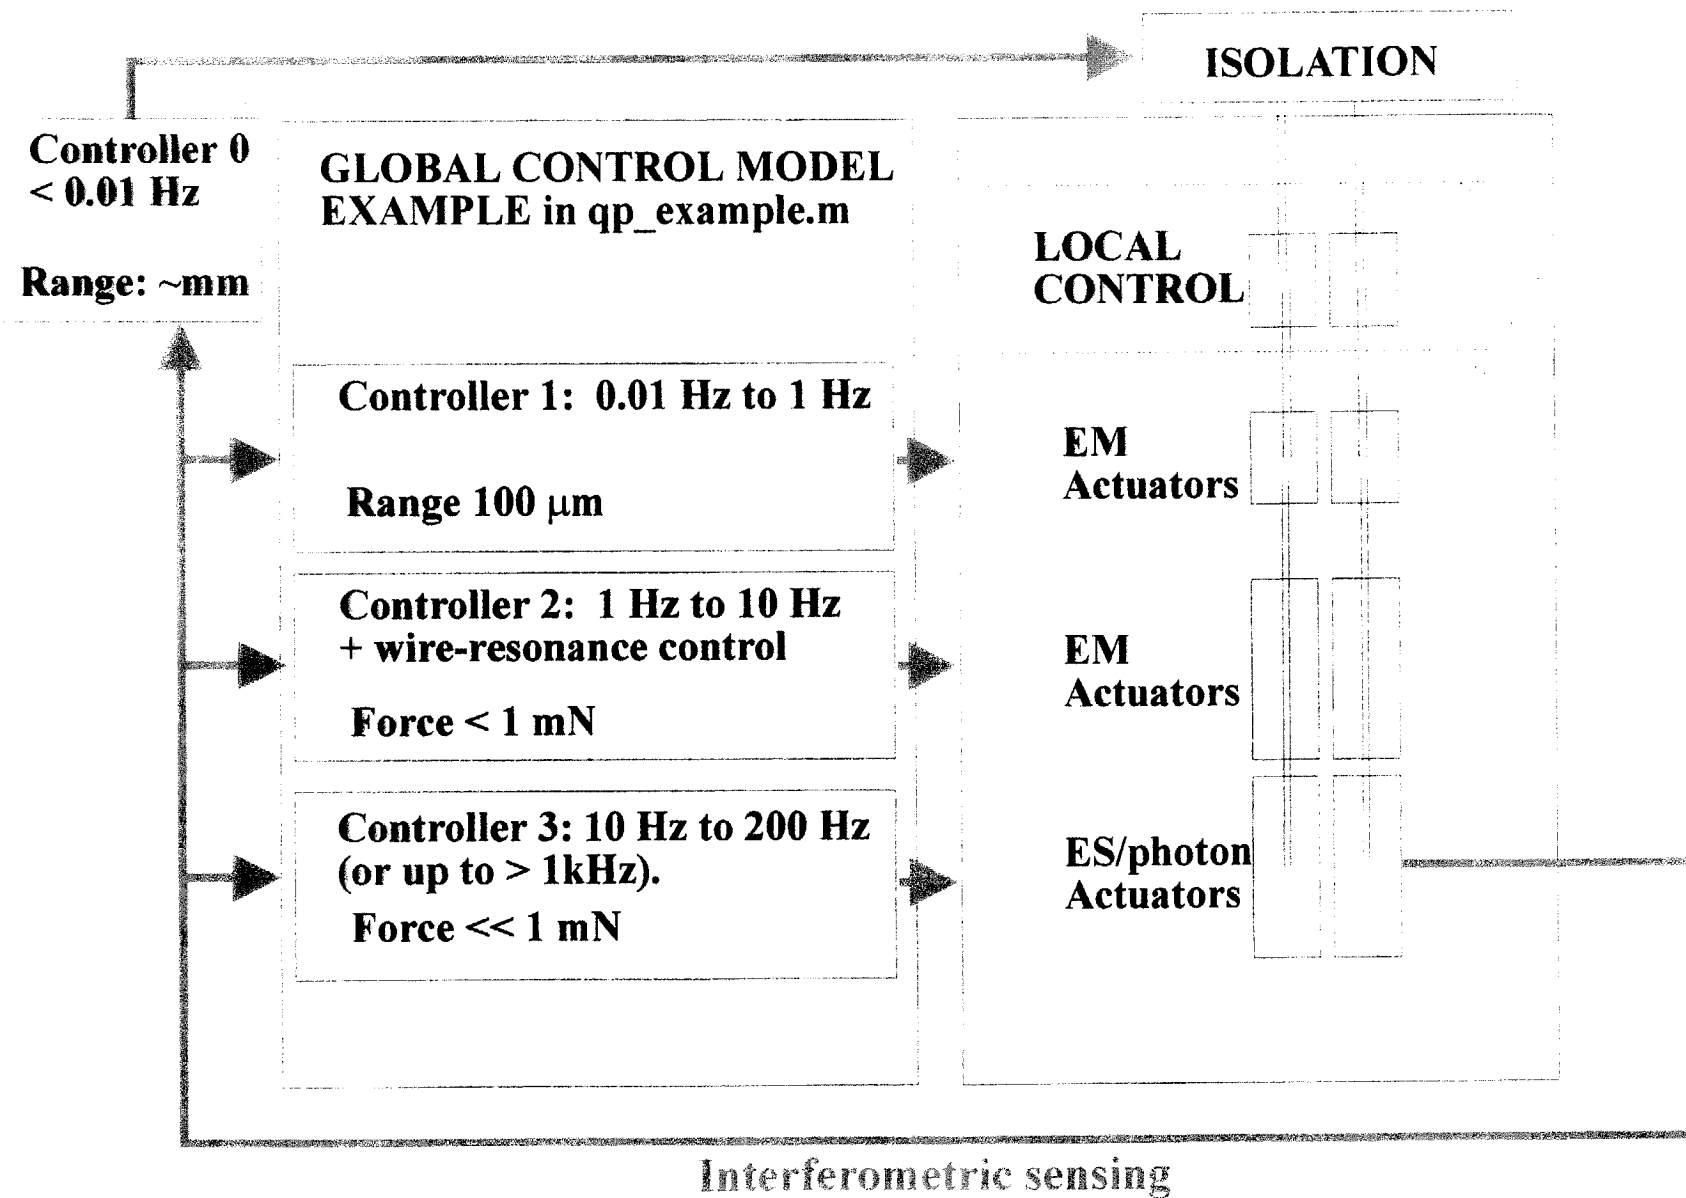 ISOLATION
Controller 0
< 0.01 Hz
Range: ~mm
GLOBAL CONTROL MODEL
EXAMPLE in qp_example.m
Controller 1:  0.01 Hz to 1 Hz
Range 100 μm
Controller 2:  1 Hz to 10 Hz
+ wire-resonance control
Force < 1 mN
Controller 3: 10 Hz to 200 Hz
(or up to > 1kHz).
Force << 1 mN
LOCAL
CONTROL
EM
Actuators
EM
Actuators
ES/photon
Actuators
Interferometric sensing